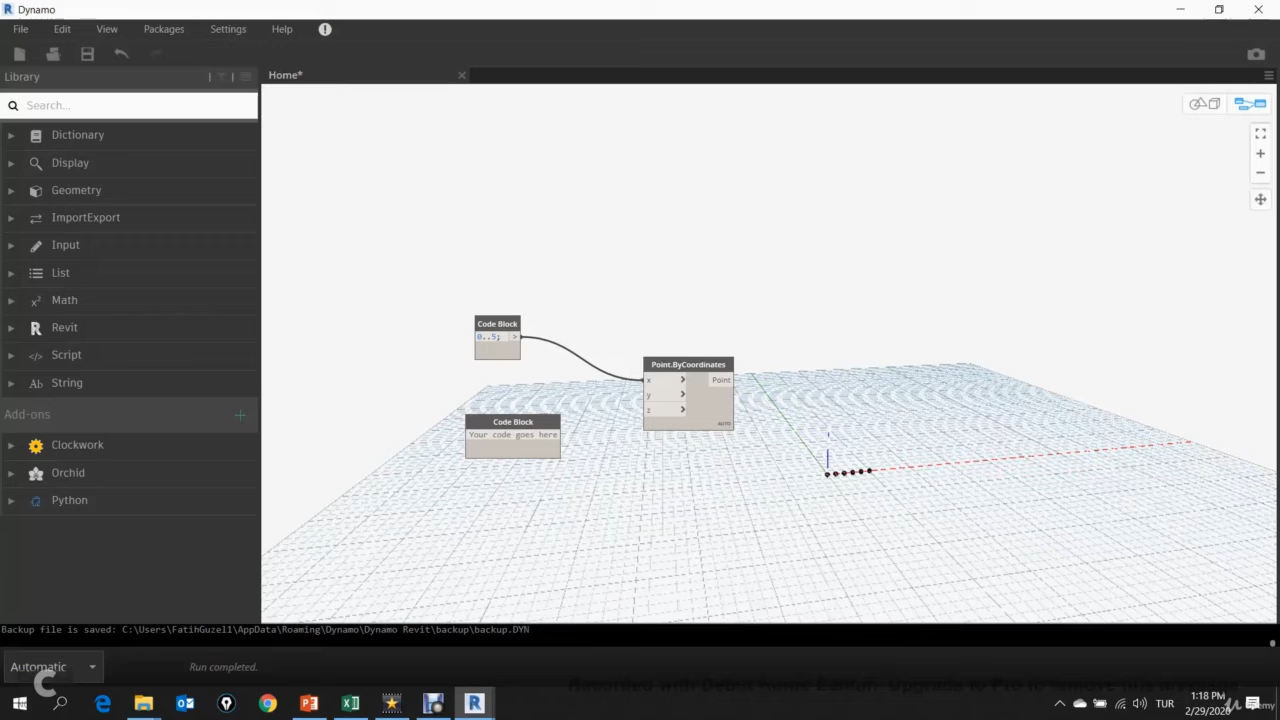 Dynamo
File Edit View Packages Settings Help
Library
Home*
Search...
Dictionary
Display
Geometry
ImportExport
Input
List
Math
Revit
Script
String
Add-ons
Clockwork
Orchid
Python
Code Block
0..5; >
Point.ByCoordinates
x > Point
y >
z >
AUTO
Code Block
Your code goes here
Backup file is saved: C:\Users\FatihGuzel1\AppData\Roaming\Dynamo\Dynamo Revit\backup\backup.DYN
Automatic
Run completed.
TUR
1:18 PM
2/29/2020